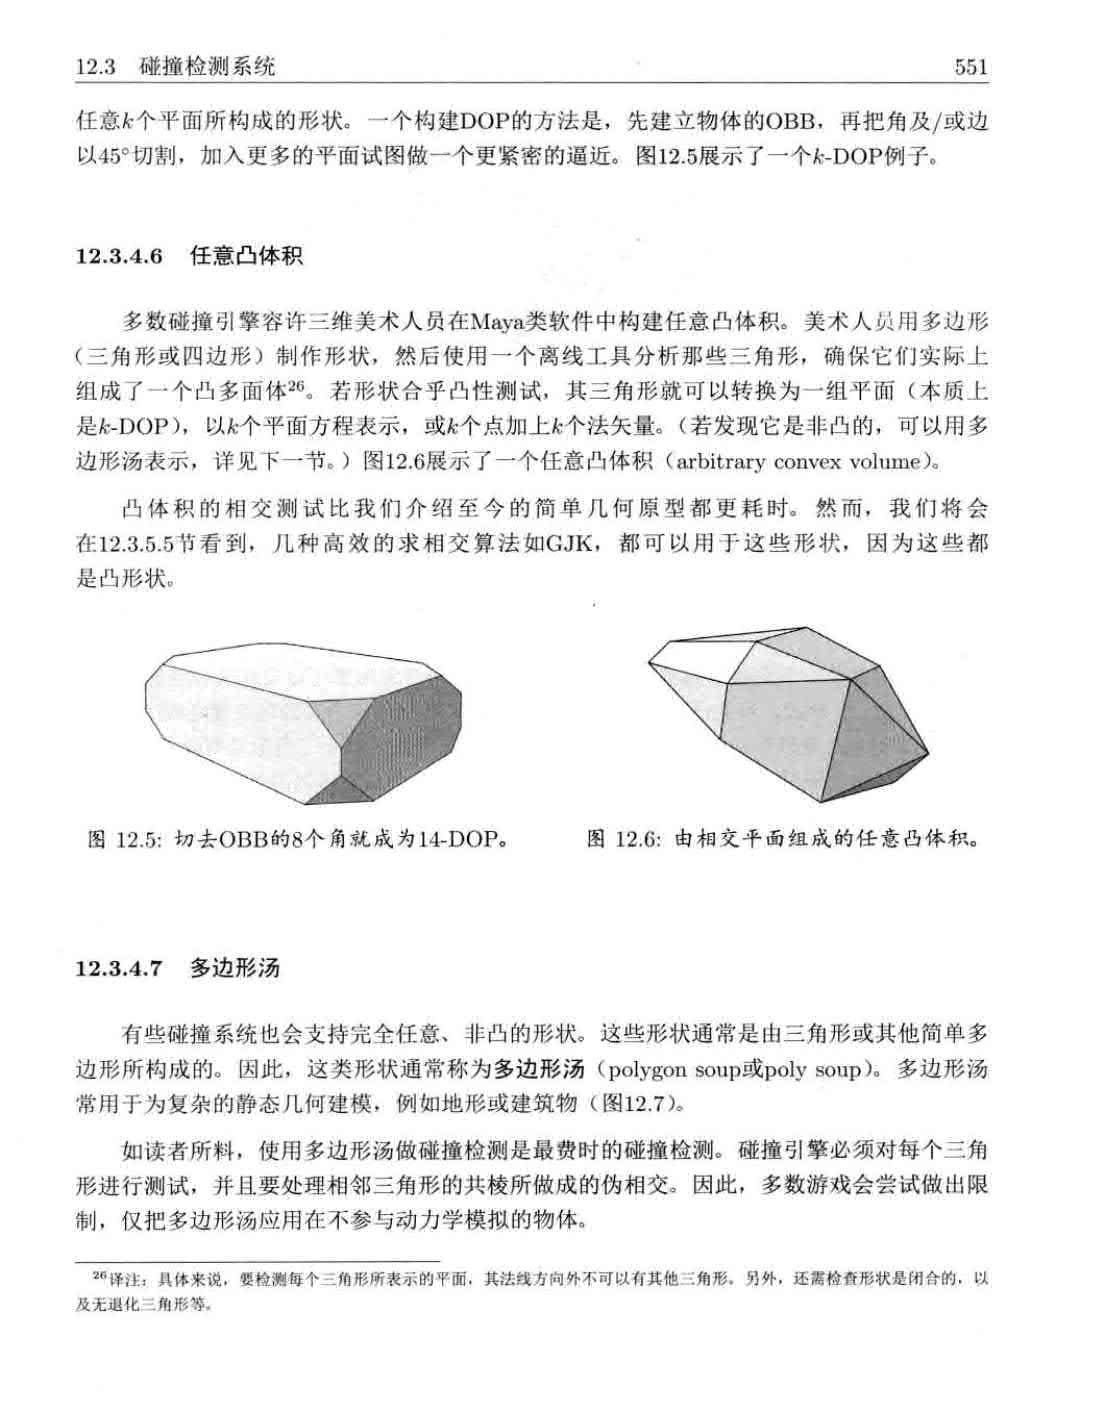 12.3 碰撞检测系统 551
任意k个平面所构成的形状。一个构建DOP的方法是，先建立物体的OBB，再把角及/或边
以45°切割，加入更多的平面试图做一个更紧密的逼近。图12.5展示了一个k-DOP例子。
12.3.4.6 任意凸体积
多数碰撞引擎容许三维美术人员在Maya类软件中构建任意凸体积。美术人员用多边形
（三角形或四边形）制作形状，然后使用一个离线工具分析那些三角形，确保它们实际上
组成了一个凸多面体26。若形状合乎凸性测试，其三角形就可以转换为一组平面（本质上
是k-DOP），以k个平面方程表示，或k个点加上k个法矢量。（若发现它是非凸的，可以用多
边形汤表示，详见下一节。）图12.6展示了一个任意凸体积（arbitrary convex volume）。
凸体积的相交测试比我们介绍至今的简单几何原型都更耗时。然而，我们将会
在12.3.5.5节看到，几种高效的求相交算法如GJK，都可以用于这些形状，因为这些都
是凸形状。
图 12.5: 切去OBB的8个角就成为14-DOP。
图 12.6: 由相交平面组成的任意凸体积。
12.3.4.7 多边形汤
有些碰撞系统也会支持完全任意、非凸的形状。这些形状通常是由三角形或其他简单多
边形所构成的。因此，这类形状通常称为多边形汤（polygon soup或poly soup）。多边形汤
常用于为复杂的静态几何建模，例如地形或建筑物（图12.7）。
如读者所料，使用多边形汤做碰撞检测是最费时的碰撞检测。碰撞引擎必须对每个三角
形进行测试，并且要处理相邻三角形的共棱所做成的伪相交。因此，多数游戏会尝试做出限
制，仅把多边形汤应用在不参与动力学模拟的物体。
26译注：具体来说，要检测每个三角形所表示的平面，其法线方向外不可以有其他三角形。另外，还需检查形状是闭合的，以
及无退化三角形等。